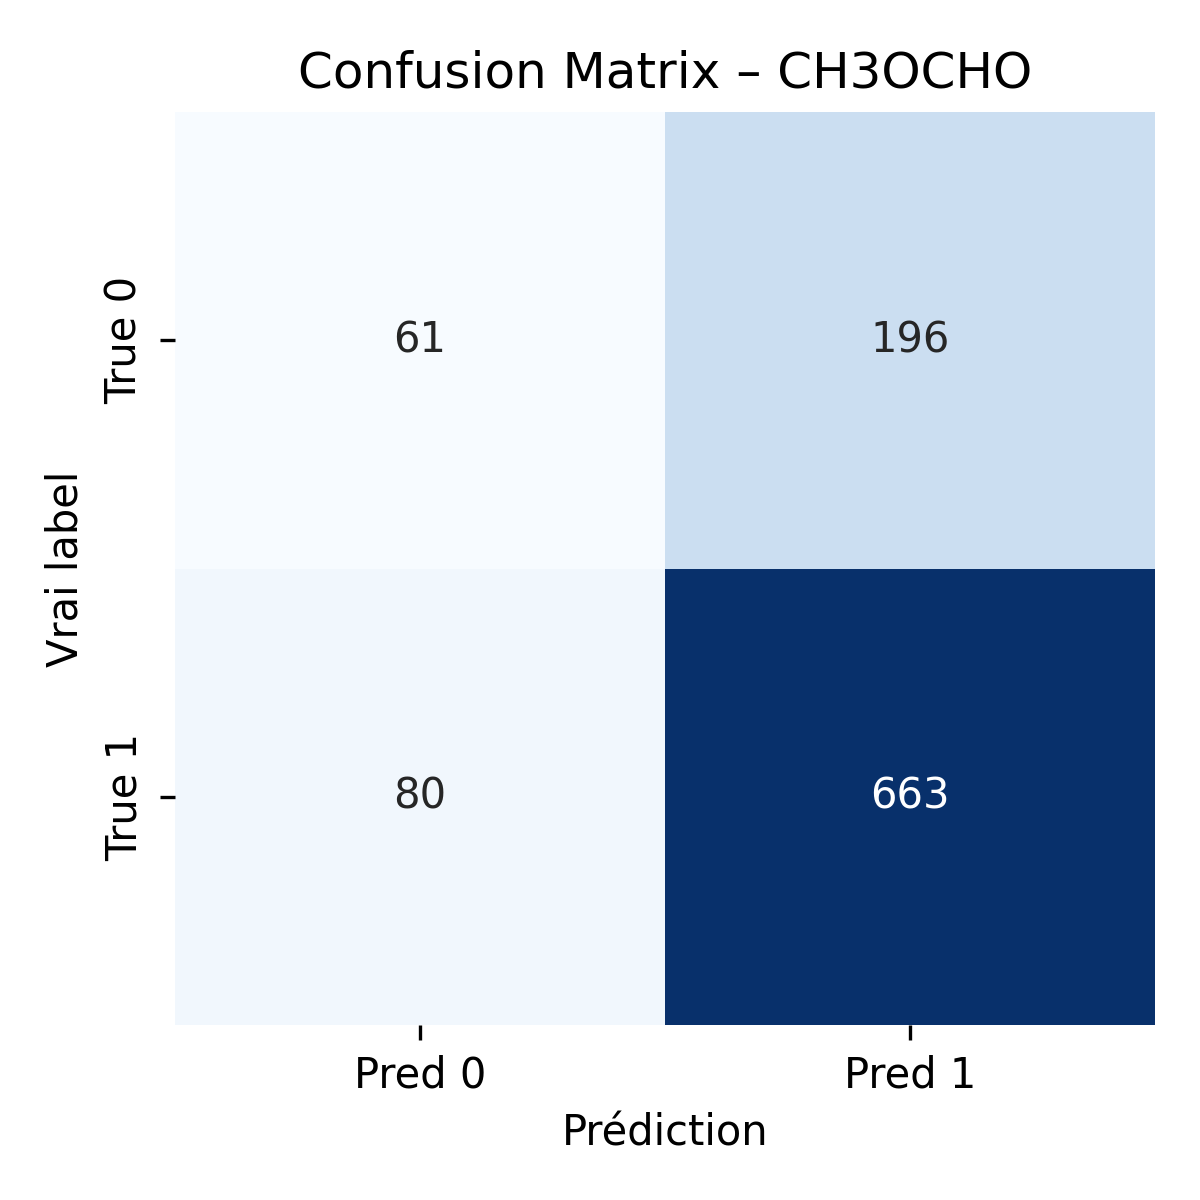 Confusion Matrix – CH3OCHO
Vrai label
True 0
61
196
True 1
80
663
Pred 0
Pred 1
Prédiction